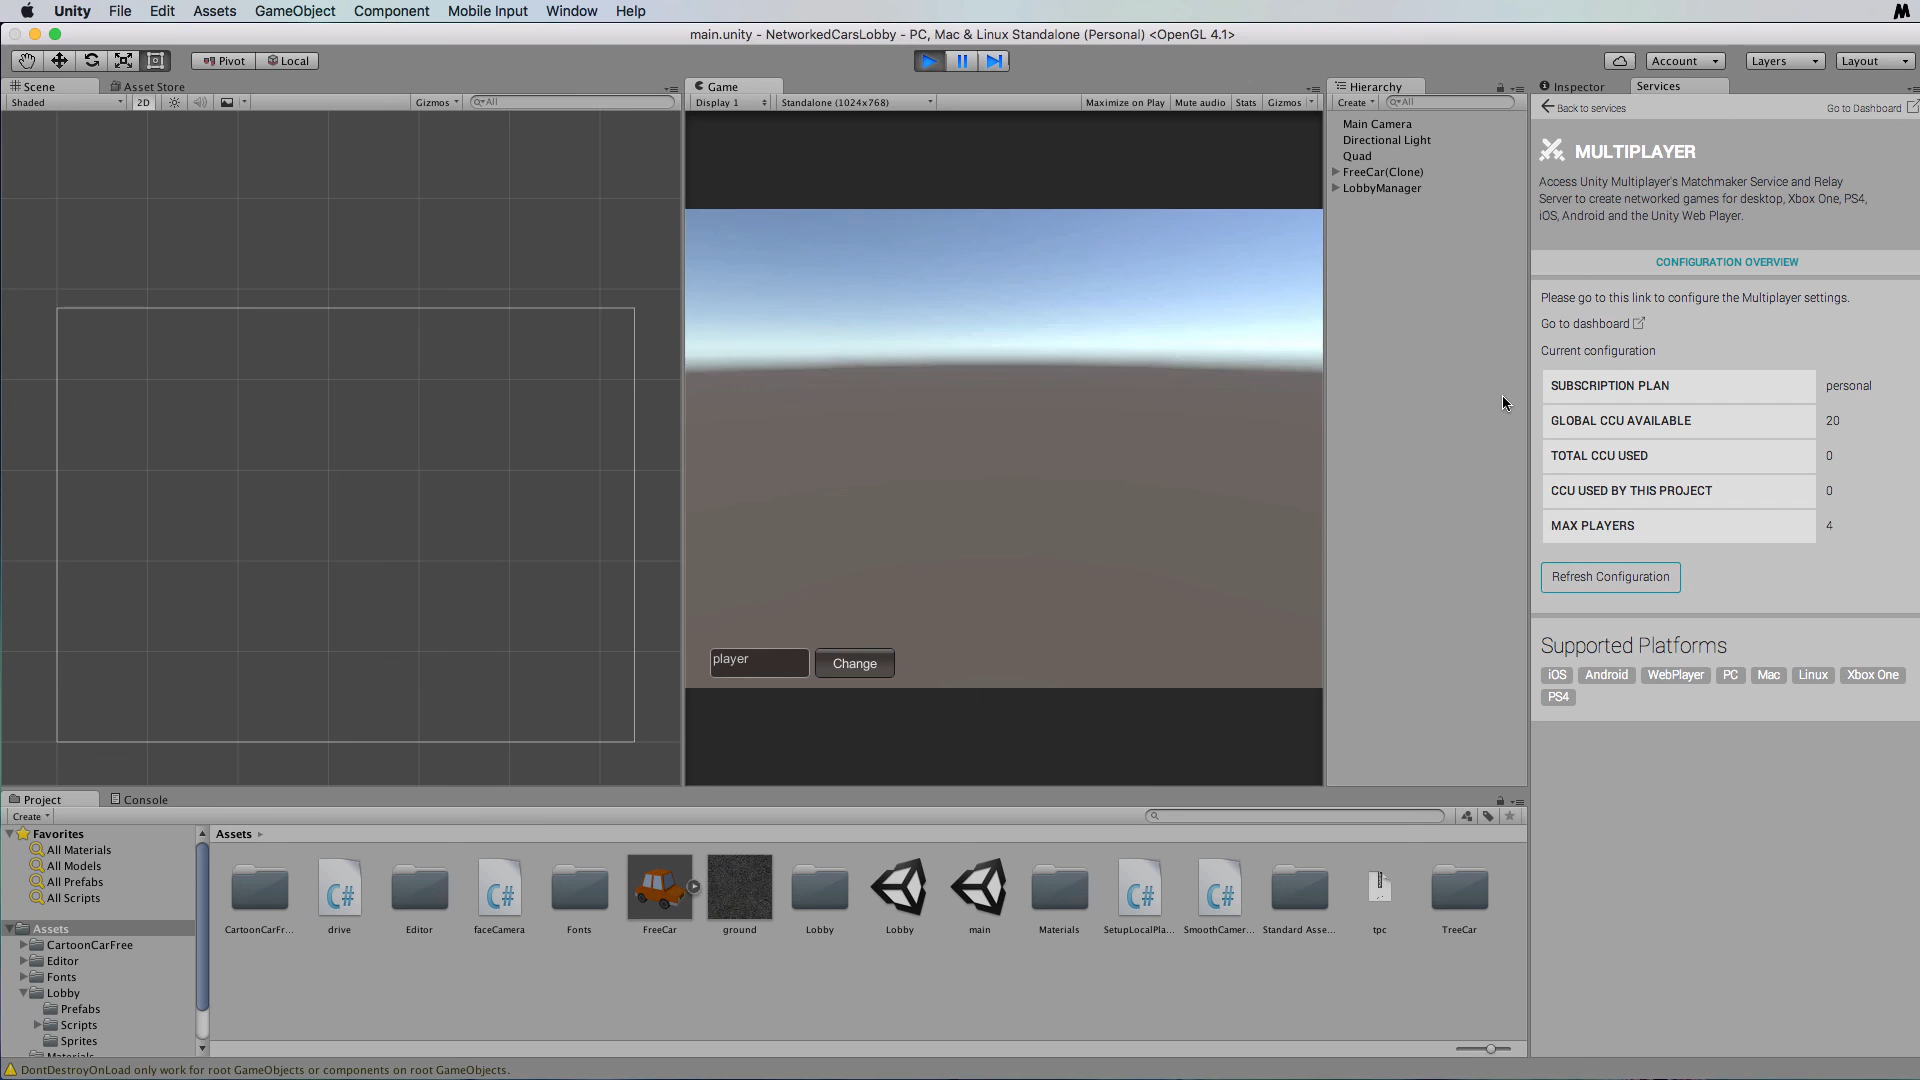 Unity File Edit Assets GameObject Component Mobile Input Window Help
main.unity - NetworkedCarsLobby - PC, Mac & Linux Standalone (Personal) <OpenGL 4.1>
Pivot Local
Account Layers Layout
Scene Asset Store
Shaded 2D Gizmos All
Game
Display 1 Standalone (1024x768) Maximize on Play Mute audio Stats Gizmos
player Change
Hierarchy
Create All
Main Camera
Directional Light
Quad
FreeCar(Clone)
LobbyManager
Inspector Services
Back to services Go to Dashboard
MULTIPLAYER
Access Unity Multiplayer's Matchmaker Service and Relay
Server to create networked games for desktop, Xbox One, PS4,
iOS, Android and the Unity Web Player.
CONFIGURATION OVERVIEW
Please go to this link to configure the Multiplayer settings.
Go to dashboard
Current configuration
SUBSCRIPTION PLAN personal
GLOBAL CCU AVAILABLE 20
TOTAL CCU USED 0
CCU USED BY THIS PROJECT 0
MAX PLAYERS 4
Refresh Configuration
Supported Platforms
iOS Android WebPlayer PC Mac Linux Xbox One
PS4
Project Console
Create
Favorites
All Materials
All Models
All Prefabs
All Scripts
Assets
CartoonCarFree
Editor
Fonts
Lobby
Prefabs
Scripts
Sprites
Materials
Assets
CartoonCarFr... drive Editor faceCamera Fonts FreeCar ground Lobby Lobby main Materials SetupLocalPla... SmoothCamer... Standard Asse... tpc TreeCar
DontDestroyOnLoad only work for root GameObjects or components on root GameObjects.